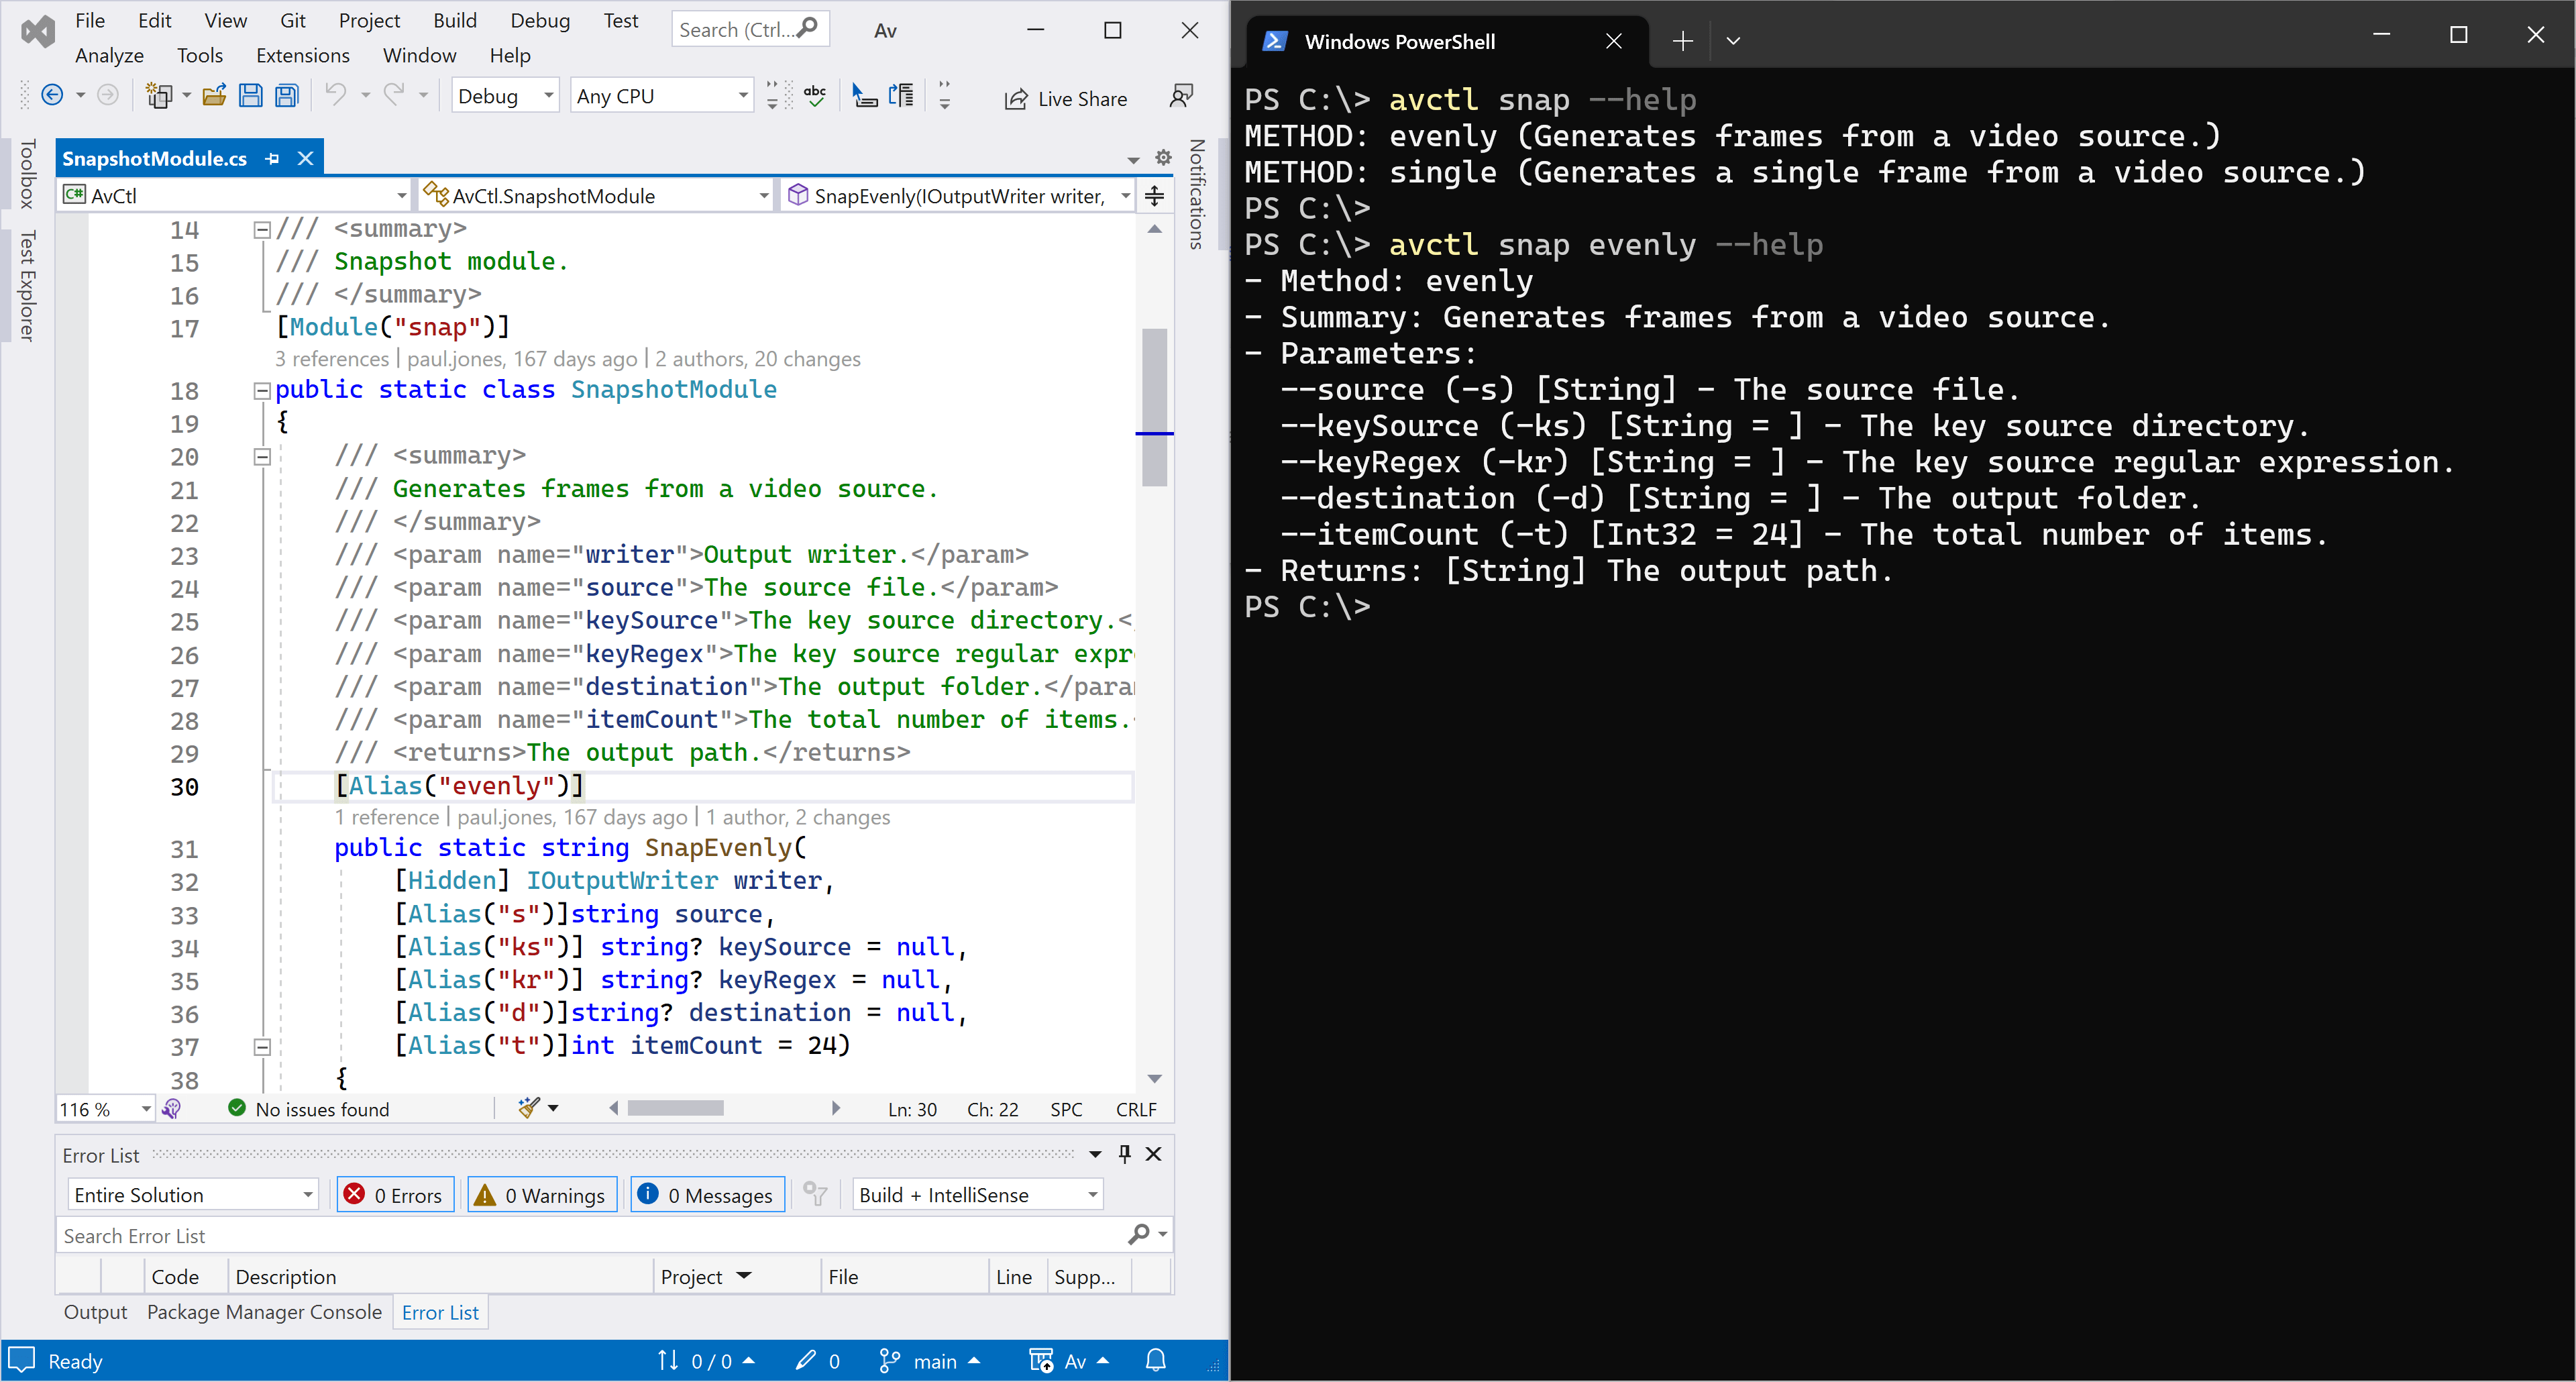 File Edit View Git Project Build Debug Test Search (Ctrl... Av
Analyze Tools Extensions Window Help
Debug Any CPU abc Live Share
Toolbox
Test Explorer
SnapshotModule.cs
C# AvCtl AvCtl.SnapshotModule SnapEvenly(IOutputWriter writer,
Notifications
14 /// <summary>
15 /// Snapshot module.
16 /// </summary>
17 [Module("snap")]
3 references | paul.jones, 167 days ago | 2 authors, 20 changes
18 public static class SnapshotModule
19 {
20 /// <summary>
21 /// Generates frames from a video source.
22 /// </summary>
23 /// <param name="writer">Output writer.</param>
24 /// <param name="source">The source file.</param>
25 /// <param name="keySource">The key source directory.<
26 /// <param name="keyRegex">The key source regular expr
27 /// <param name="destination">The output folder.</para
28 /// <param name="itemCount">The total number of items.
29 /// <returns>The output path.</returns>
30 [Alias("evenly")]
1 reference | paul.jones, 167 days ago | 1 author, 2 changes
31 public static string SnapEvenly(
32 [Hidden] IOutputWriter writer,
33 [Alias("s")]string source,
34 [Alias("ks")] string? keySource = null,
35 [Alias("kr")] string? keyRegex = null,
36 [Alias("d")]string? destination = null,
37 [Alias("t")]int itemCount = 24)
38 {
116 % No issues found Ln: 30 Ch: 22 SPC CRLF
Error List
Entire Solution 0 Errors 0 Warnings 0 Messages Build + IntelliSense
Search Error List
Code Description Project File Line Supp...
Output Package Manager Console Error List
Ready 0 / 0 0 main Av
Windows PowerShell
PS C:\> avctl snap --help
METHOD: evenly (Generates frames from a video source.)
METHOD: single (Generates a single frame from a video source.)
PS C:\>
PS C:\> avctl snap evenly --help
- Method: evenly
- Summary: Generates frames from a video source.
- Parameters:
--source (-s) [String] - The source file.
--keySource (-ks) [String = ] - The key source directory.
--keyRegex (-kr) [String = ] - The key source regular expression.
--destination (-d) [String = ] - The output folder.
--itemCount (-t) [Int32 = 24] - The total number of items.
- Returns: [String] The output path.
PS C:\>